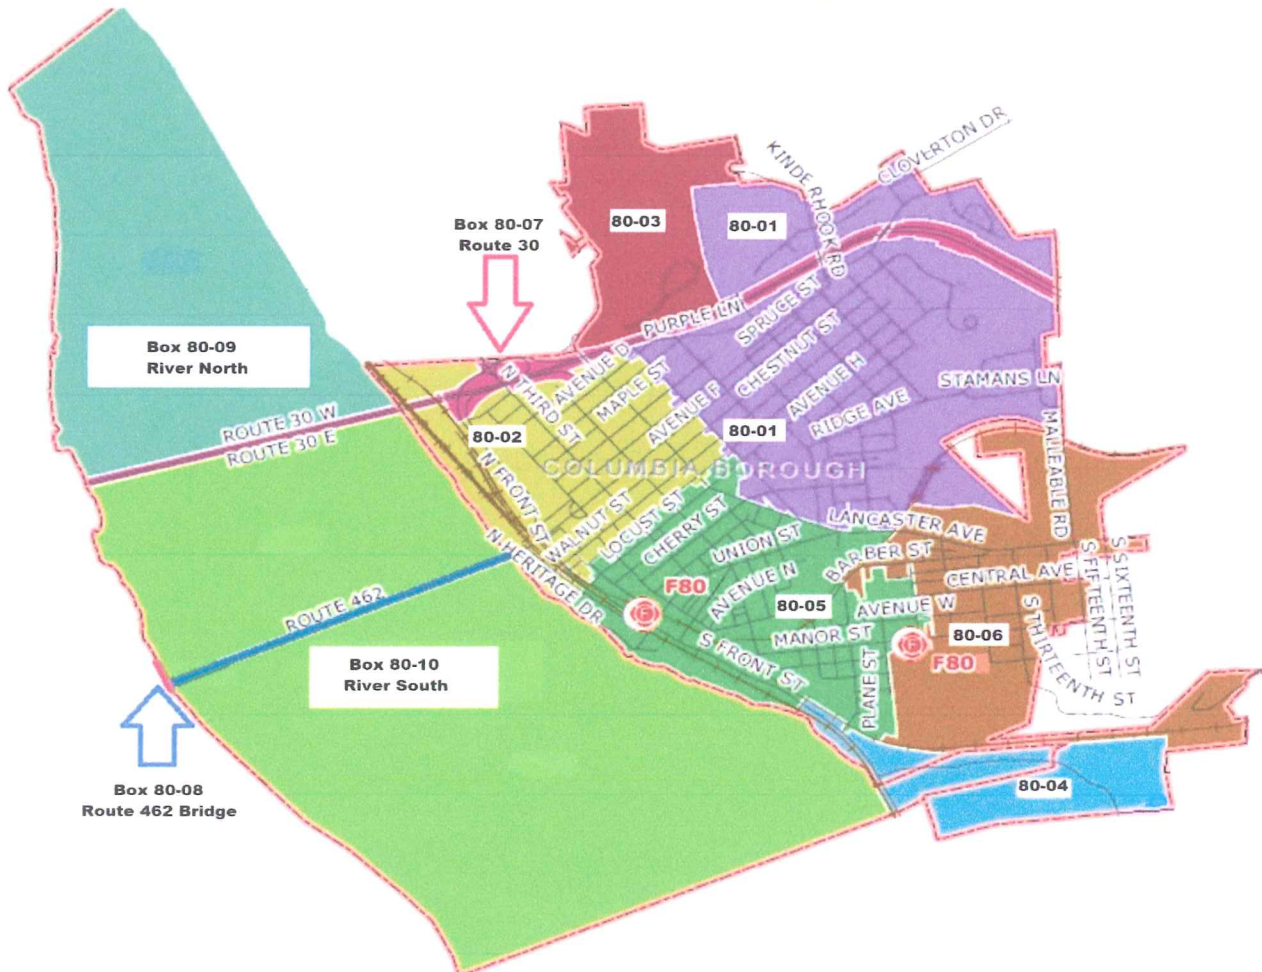 CLOVERTON DR
KINDERHOOK RD
80-03
80-01
Box 80-07
Route 30
PURPLE LN
SPRUCE ST
CHESTNUT ST
AVENUE H
RIDGE AVE
STAMANS LN
MALLEABLE RD
Box 80-09
River North
N THIRD ST
AVENUE D
MAPLE ST
AVENUE F
ROUTE 30 W
ROUTE 30 E
80-02
80-01
COLUMBIA BOROUGH
N FRONT ST
WALNUT ST
LOCUST ST
CHERRY ST
UNION ST
LANCASTER AVE
BARBER ST
N HERITAGE DR
AVENUE N
CENTRAL AVE
S FIFTEENTH ST
S SIXTEENTH ST
F80
ROUTE 462
80-05
AVENUE W
MANOR ST
80-06
S THIRTEENTH ST
F
F
F80
S FRONT ST
PLANE ST
Box 80-10
River South
80-04
Box 80-08
Route 462 Bridge